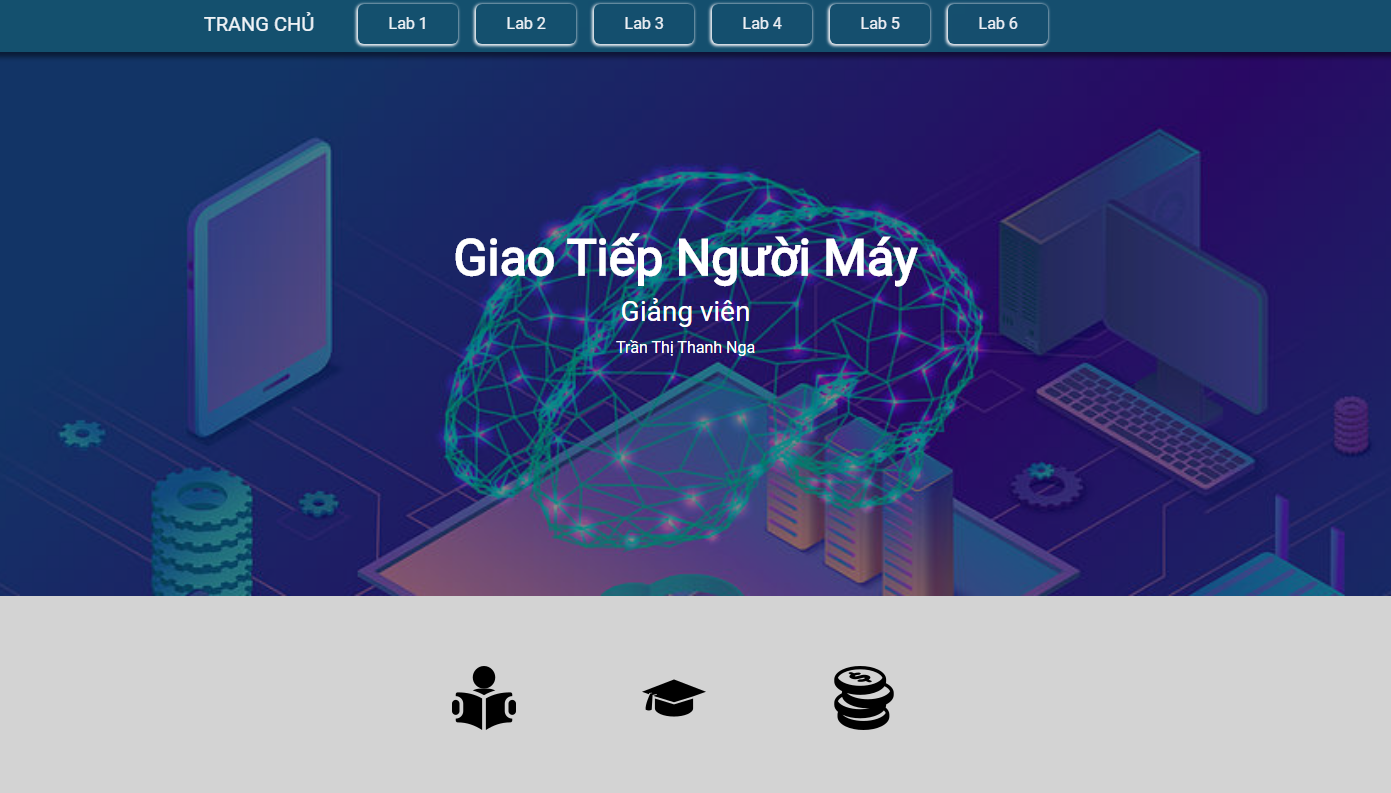 TRANG CHỦ Lab 1 Lab 2 Lab 3 Lab 4 Lab 5 Lab 6
Giao Tiếp Người Máy
Giảng viên
Trần Thị Thanh Nga